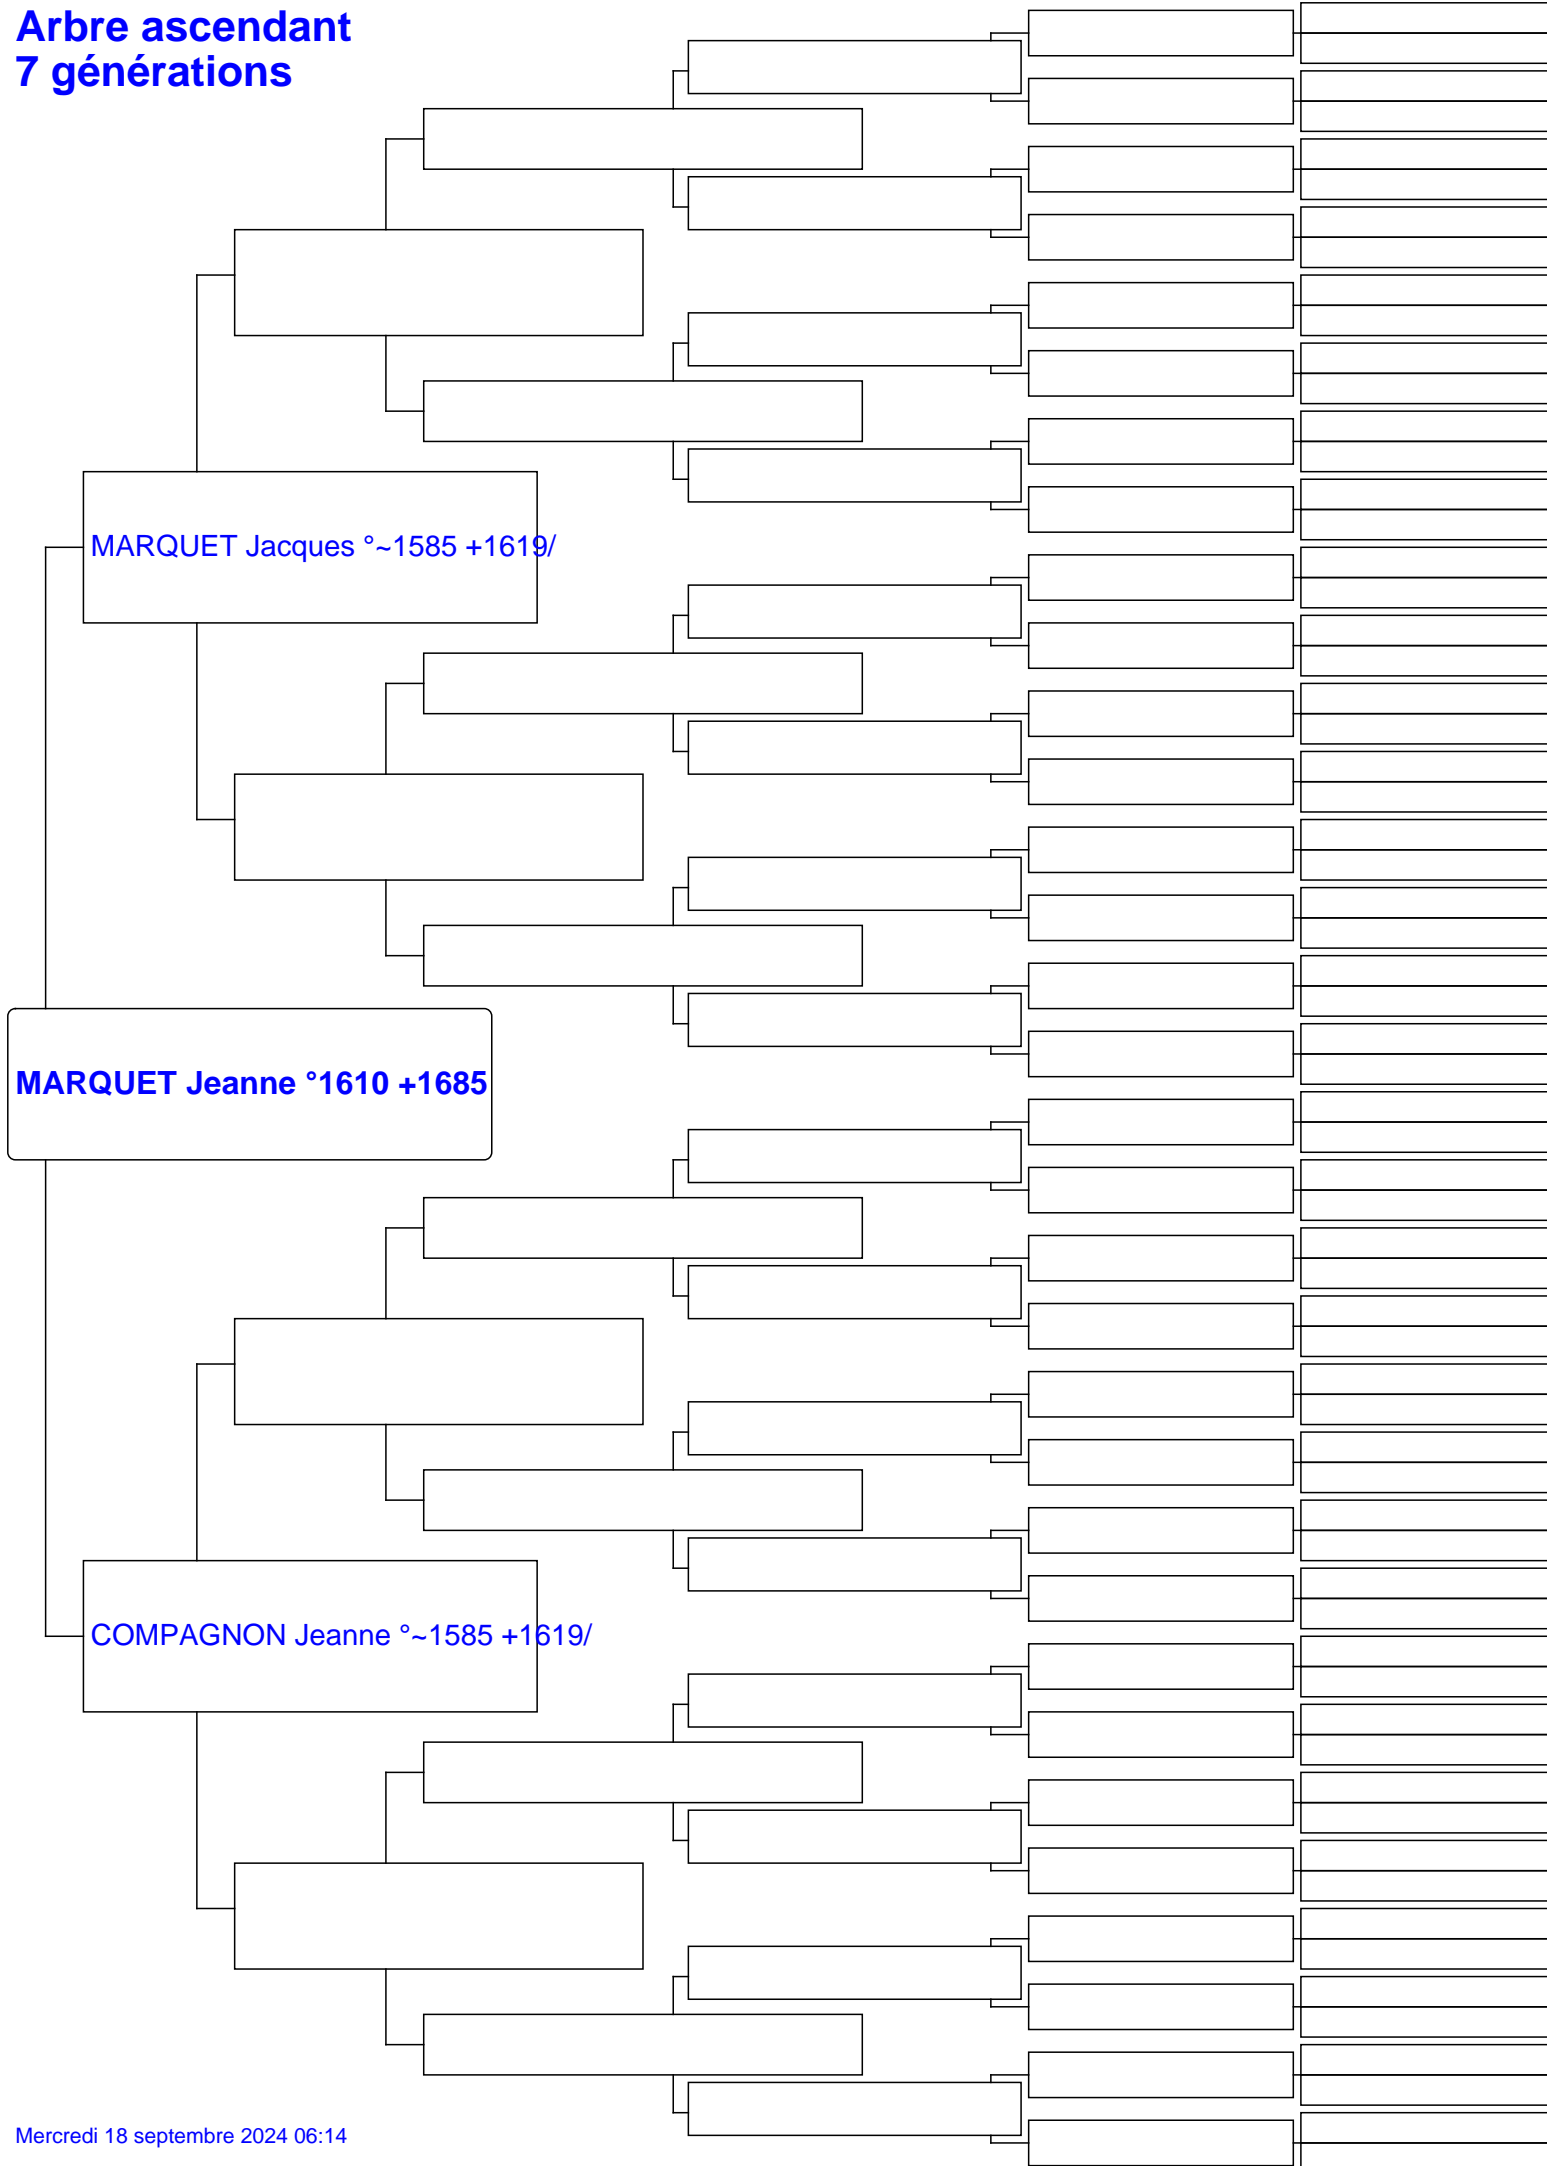 Arbre ascendant
7 générations
MARQUET Jacques °~1585 +1619/
MARQUET Jeanne °1610 +1685
COMPAGNON Jeanne °~1585 +1619/
Mercredi 18 septembre 2024 06:14